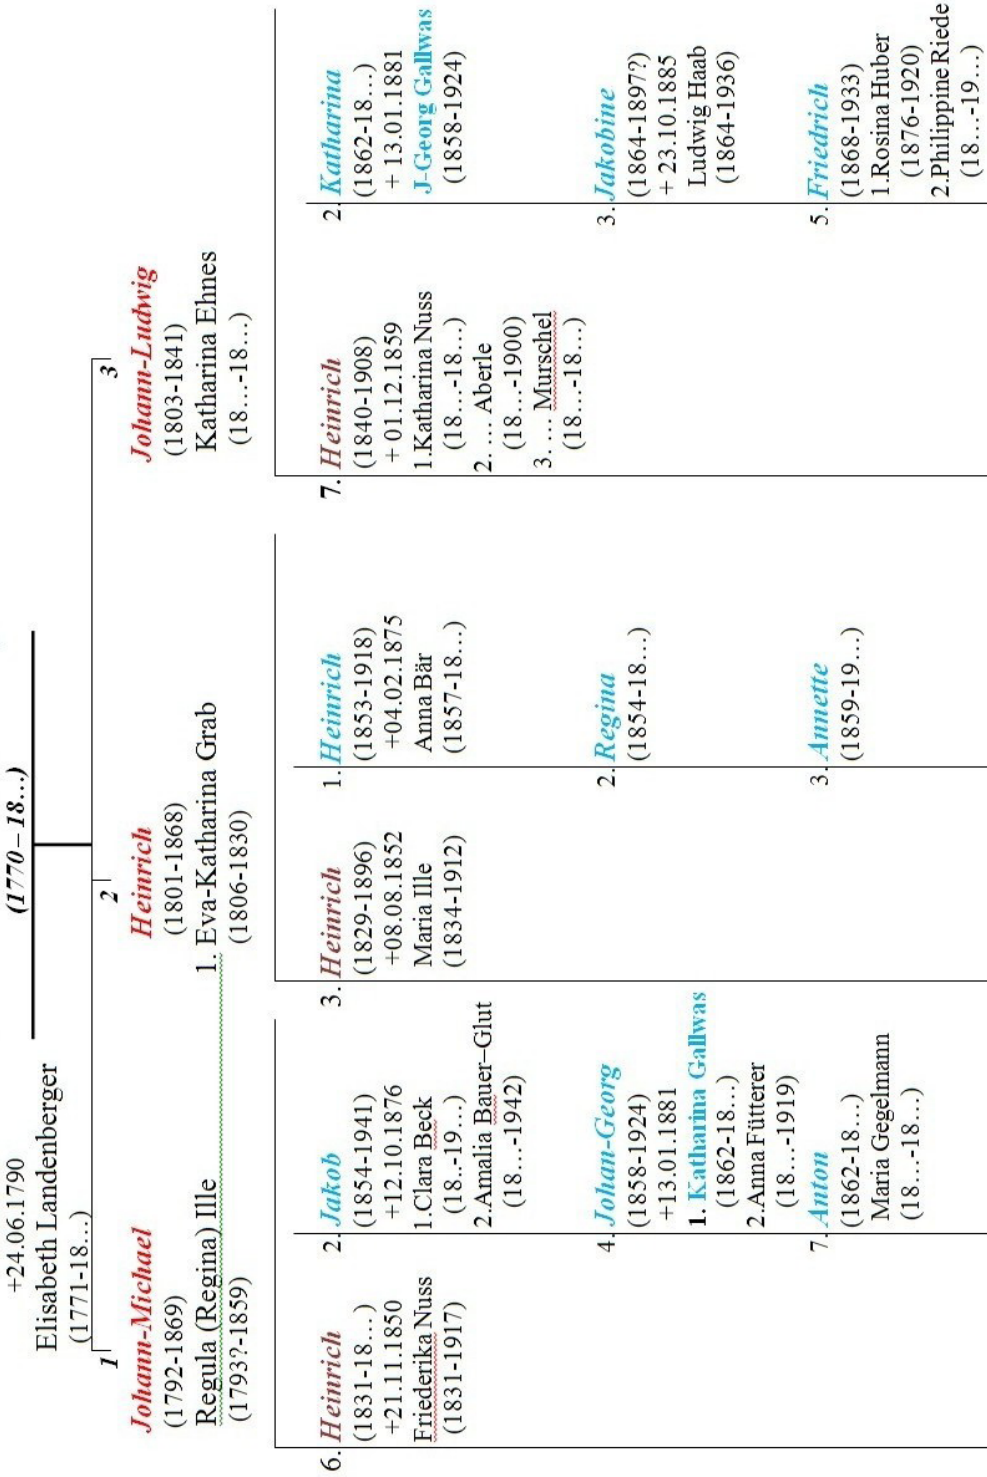 (1770–18…)
+24.06.1790
Elisabeth Landenberger
(1771-18…)
1
Johann-Michael
(1792-1869)
Regula (Regina) Ille
(1793?-1859)
2
Heinrich
(1801-1868)
1. Eva-Katharina Grab
(1806-1830)
3
Johann-Ludwig
(1803-1841)
Katharina Ehnes
(18…-18…)
6. Heinrich
(1831-18…)
+21.11.1850
Friederika Nuss
(1831-1917)
2. Jakob
(1854-1941)
+12.10.1876
1.Clara Beck
(18..-19…)
2.Amalia Bauer–Glut
(18…-1942)
4. Johan-Georg
(1858-1924)
+13.01.1881
1. Katharina Gallwas
(1862-18…)
2.Anna Fütterer
(18…-1919)
7. Anton
(1862-18…)
Maria Gegelmann
(18…-18…)
3. Heinrich
(1829-1896)
+08.08.1852
Maria Ille
(1834-1912)
1. Heinrich
(1853-1918)
+04.02.1875
Anna Bär
(1857-18…)
2. Regina
(1854-18…)
3. Annette
(1859-19…)
7. Heinrich
(1840-1908)
+ 01.12.1859
1.Katharina Nuss
(18…-18…)
2. … Aberle
(18…-1900)
3. … Murschel
(18…-18…)
2. Katharina
(1862-18…)
+ 13.01.1881
J-Georg Gallwas
(1858-1924)
3. Jakobine
(1864-1897?)
+ 23.10.1885
Ludwig Haab
(1864-1936)
5. Friedrich
(1868-1933)
1.Rosina Huber
(1876-1920)
2.Philippine Riede
(18…-19…)